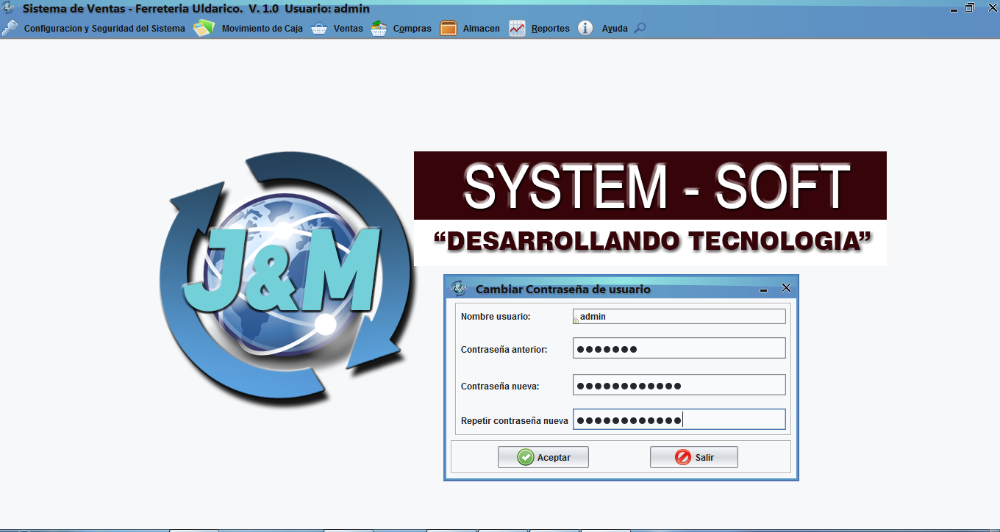 Sistema de Ventas - Ferreteria Uldarico. V. 1.0 Usuario: admin
Configuracion y Seguridad del Sistema Movimiento de Caja Ventas Compras Almacen Reportes Ayuda
SYSTEM - SOFT
“DESARROLLANDO TECNOLOGIA”
J&M
Cambiar Contraseña de usuario
Nombre usuario: admin
Contraseña anterior: ●●●●●●●
Contraseña nueva: ●●●●●●●●●●●●
Repetir contraseña nueva ●●●●●●●●●●●●
Aceptar Salir